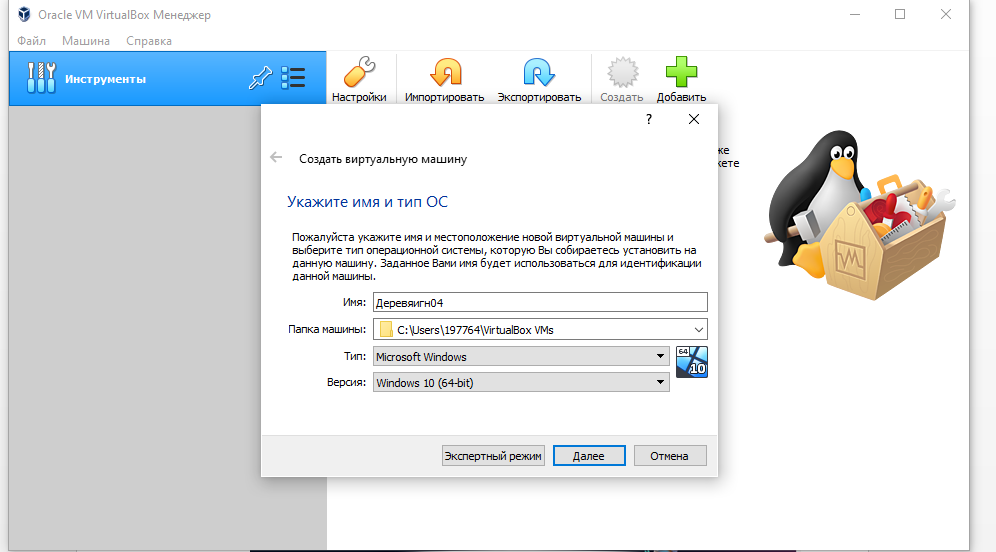 Oracle VM VirtualBox Менеджер
Файл Машина Справка
Инструменты
Настройки Импортировать Экспортировать Создать Добавить
же
жете
?
Создать виртуальную машину
Укажите имя и тип ОС
Пожалуйста укажите имя и местоположение новой виртуальной машины и
выберите тип операционной системы, которую Вы собираетесь установить на
данную машину. Заданное Вами имя будет использоваться для идентификации
данной машины.
Имя: Деревяигн04
Папка машины: C:\Users\197764\VirtualBox VMs
Тип: Microsoft Windows
64
10
Версия: Windows 10 (64-bit)
Экспертный режим Далее Отмена